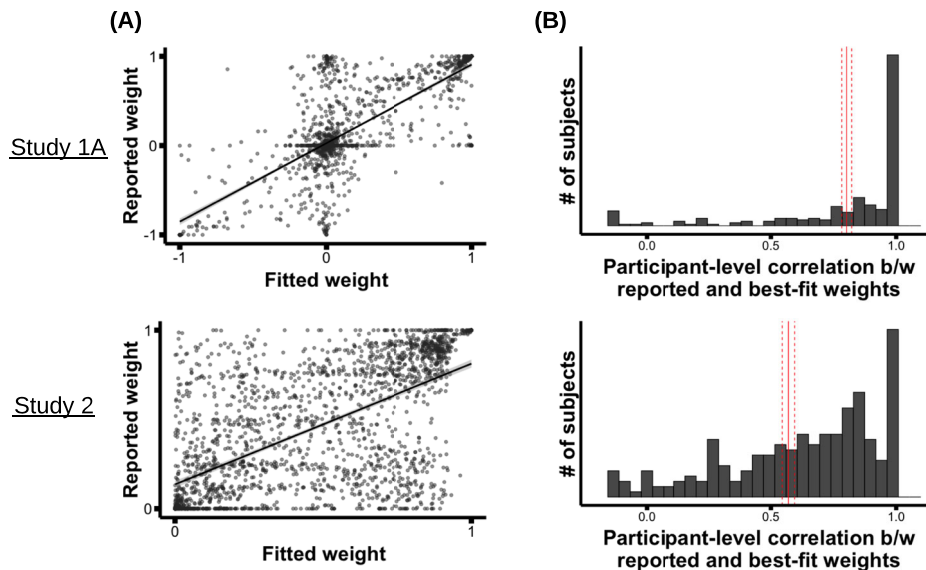 (A)
(B)
Study 1A
Reported weight
1
0
-1
-1
0
1
Fitted weight
# of subjects
0.0
0.5
1.0
Participant-level correlation b/w
reported and best-fit weights
Study 2
Reported weight
1
0
0
1
Fitted weight
# of subjects
0.0
0.5
1.0
Participant-level correlation b/w
reported and best-fit weights